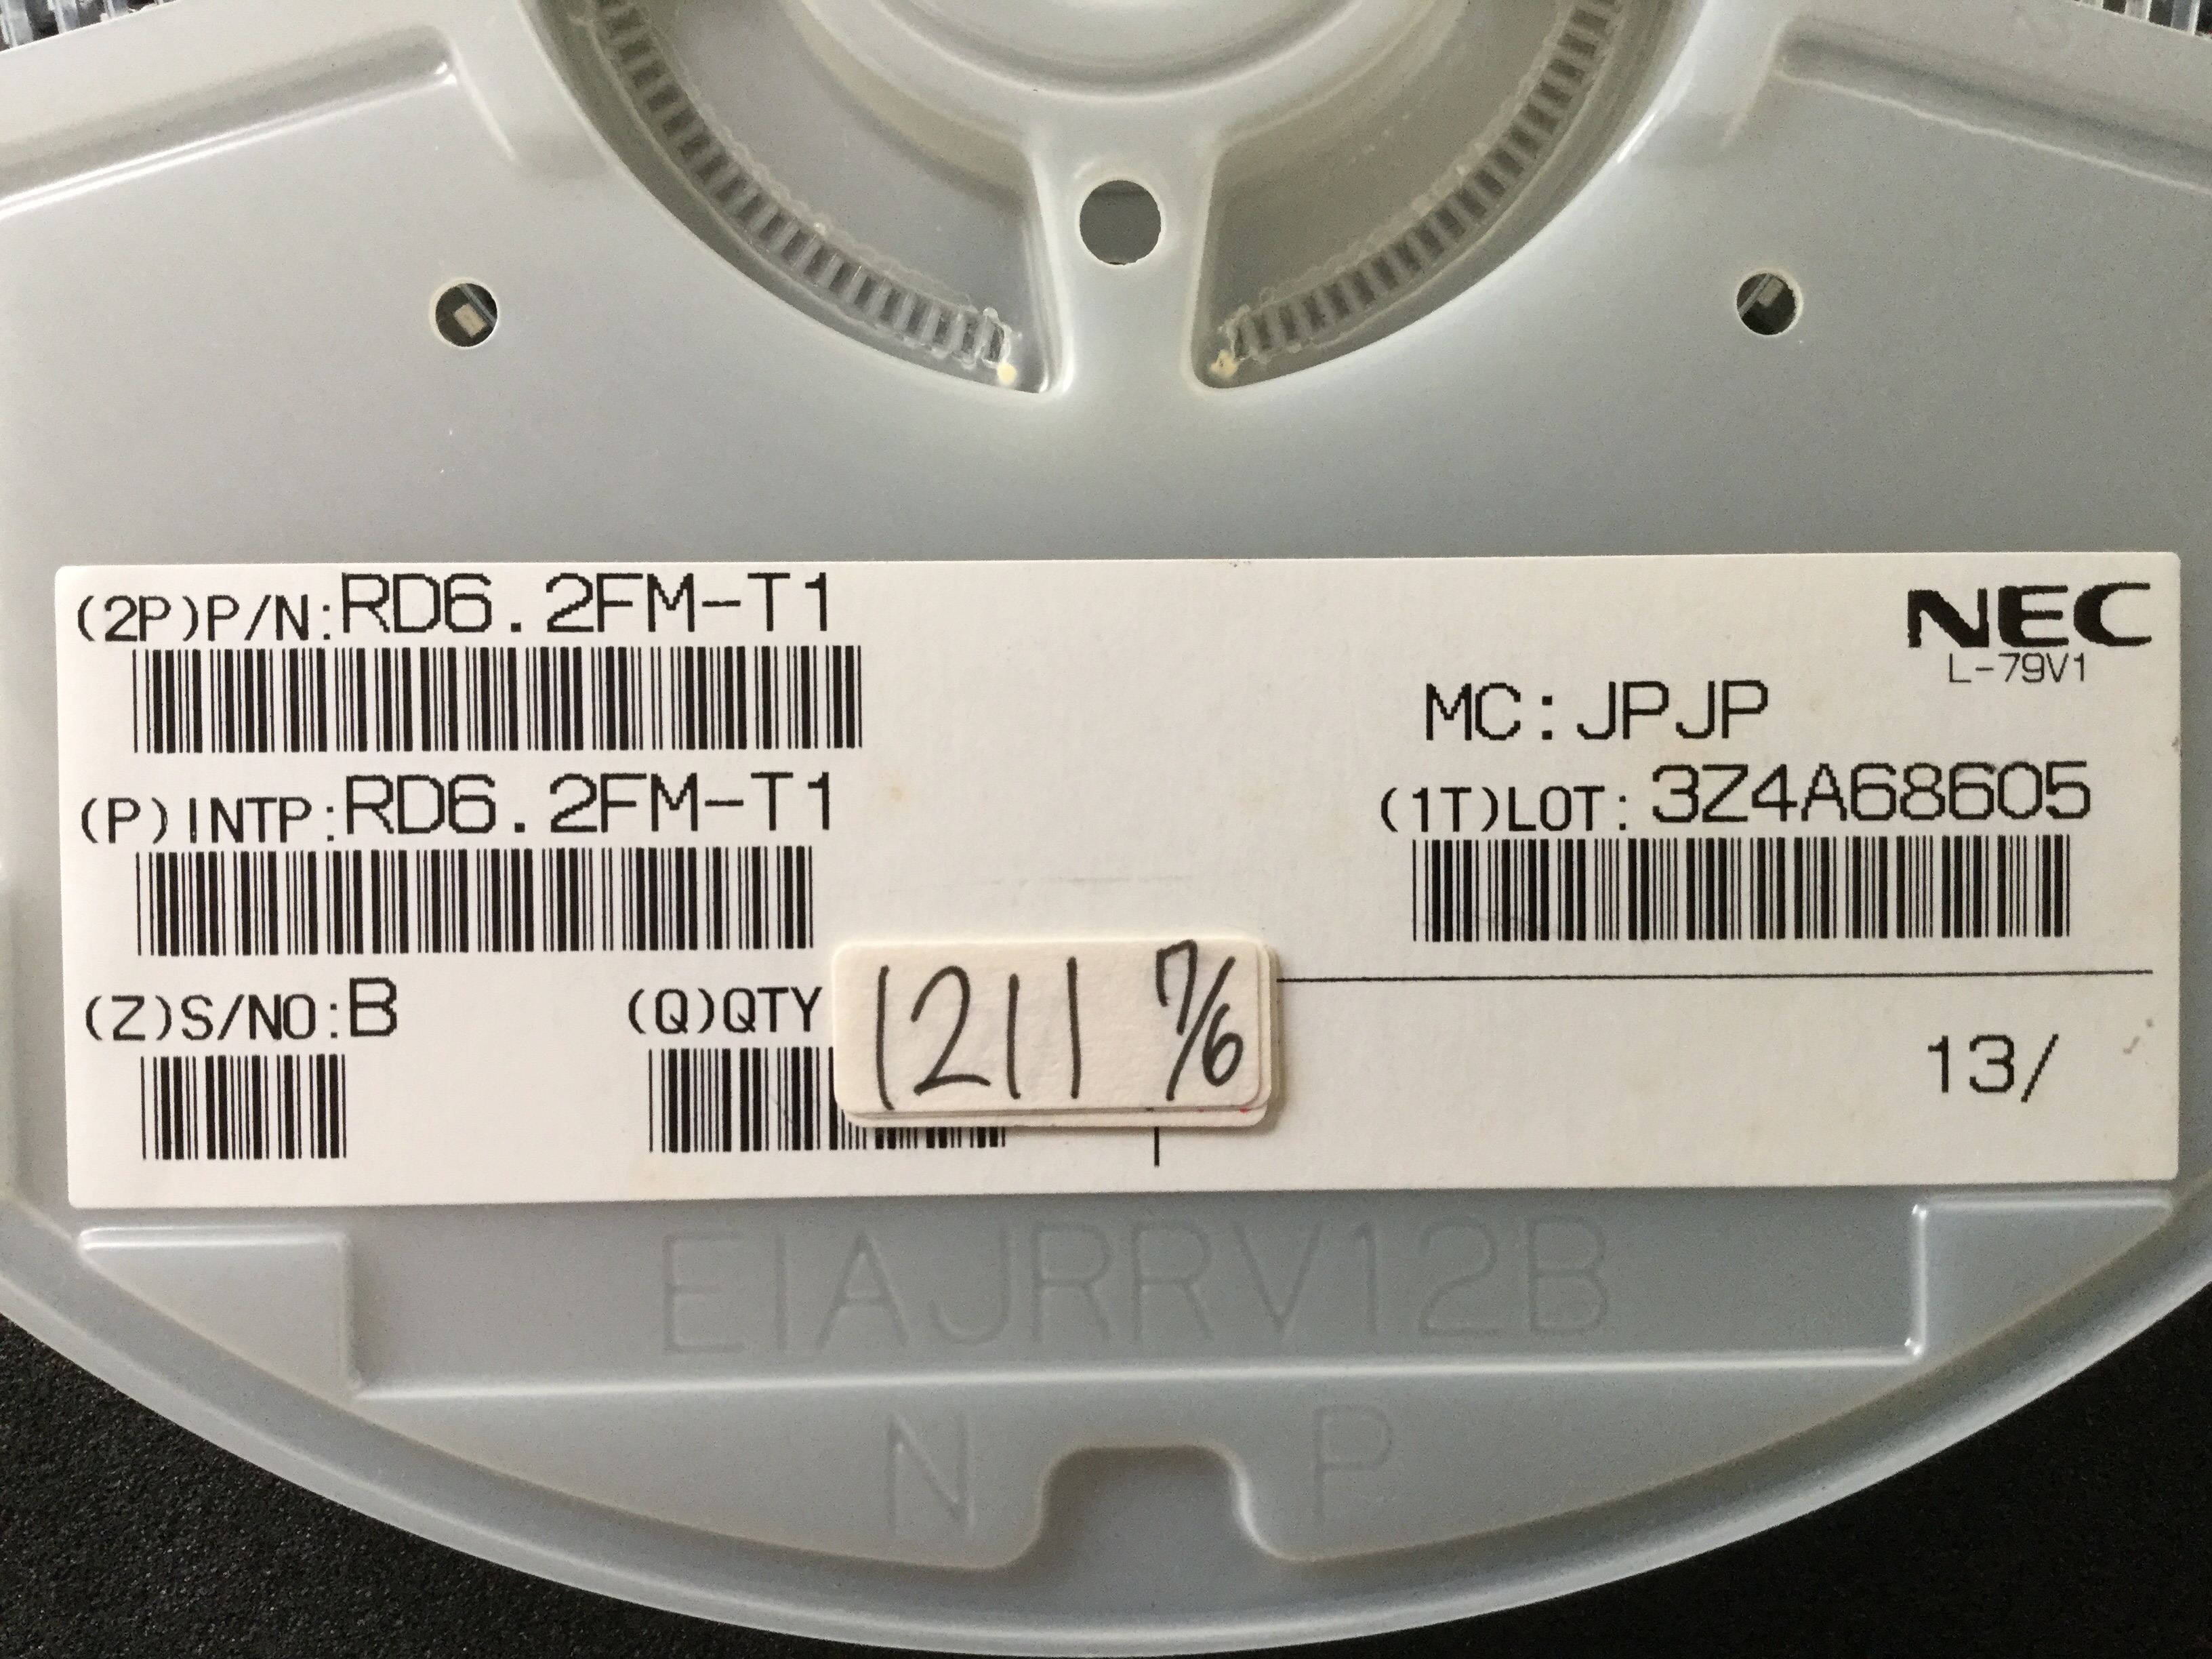 (2P)P/N:RD6.2FM-T1
NEC
L-79V1
MC:JPJP
(P)INTP:RD6.2FM-T1
(1T)LOT:3Z4A68605
(Z)S/NO:B
(Q)QTY
1211 7/6
13/
EIAJRRV12B
N P